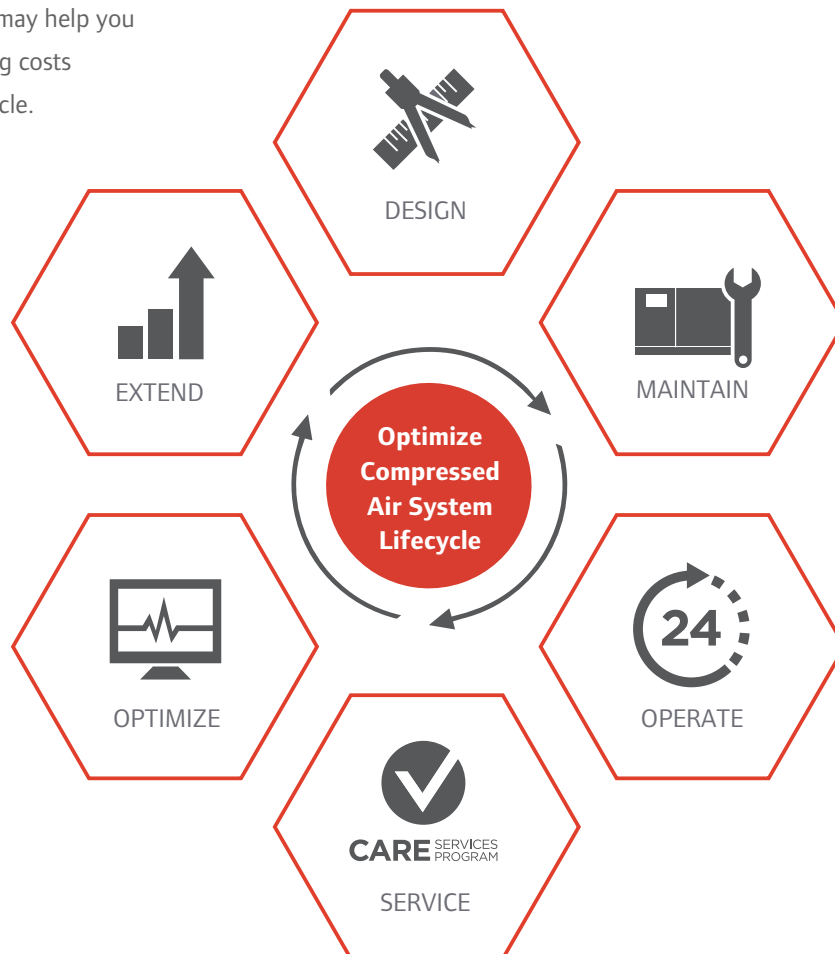 may help you
g costs
cle.
DESIGN
EXTEND
MAINTAIN
Optimize
Compressed
Air System
Lifecycle
OPTIMIZE
24
OPERATE
CARE SERVICES
PROGRAM
SERVICE